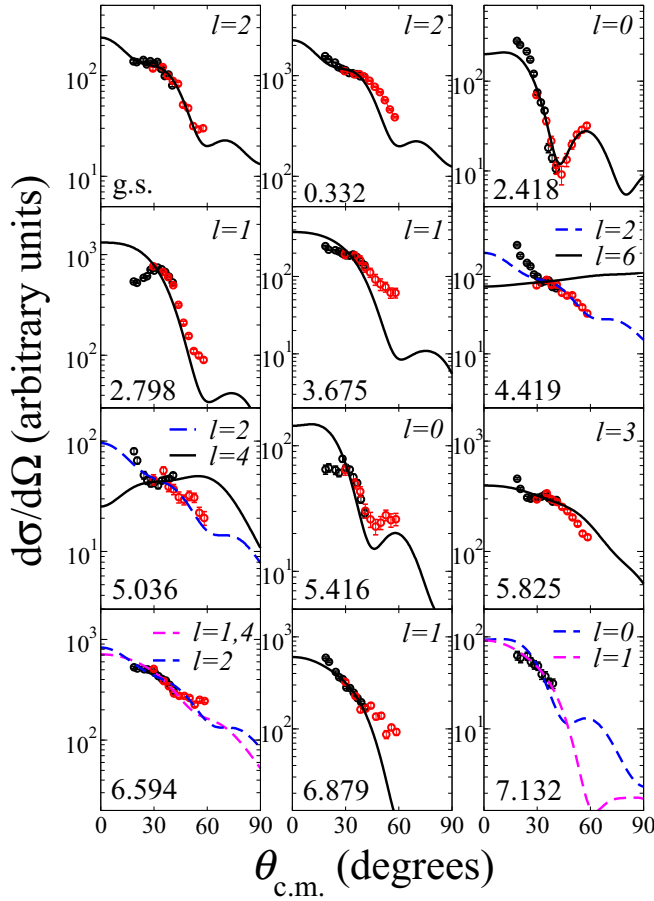 dσ/dΩ (arbitrary units)
l=2
10²
10¹
g.s.
l=2
10³
10²
0.332
l=0
10²
10¹
2.418
l=1
10³
10²
2.798
l=1
10²
10¹
3.675
l=2
l=6
10²
10¹
4.419
l=2
l=4
10²
10¹
5.036
l=0
10²
10¹
5.416
l=3
10³
10²
5.825
l=1,4
l=2
10³
10²
6.594
l=1
10³
10²
6.879
l=0
l=1
10²
10¹
7.132
0 30 60 90
0 30 60 90
0 30 60 90
θc.m. (degrees)